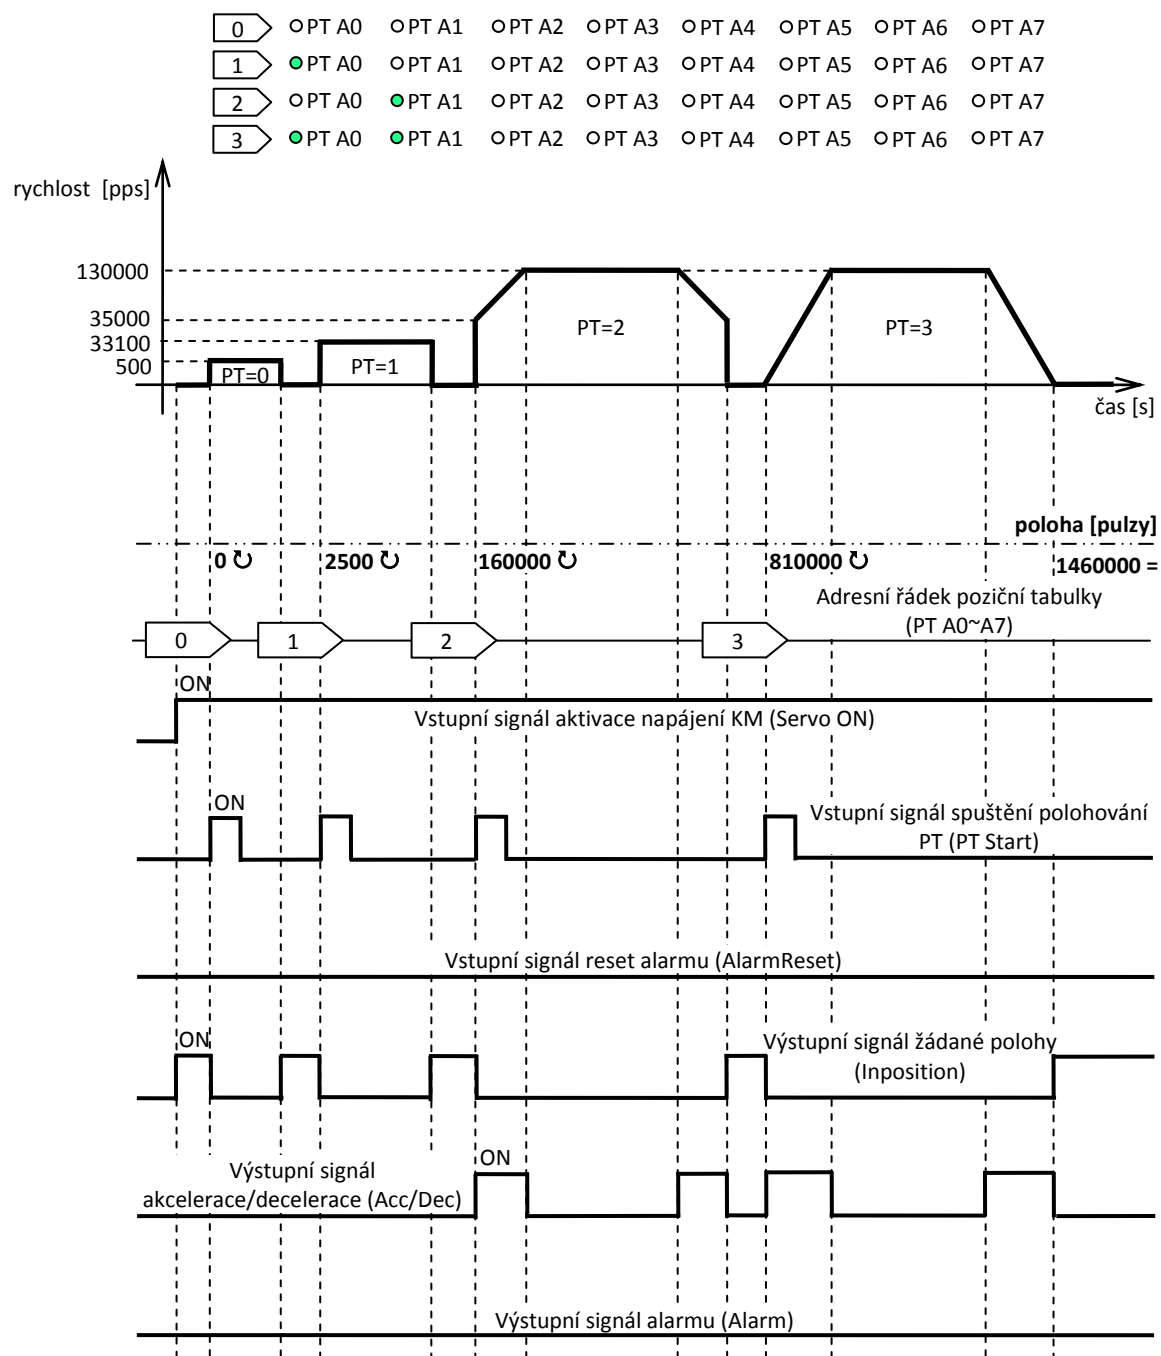 0 PT A0 PT A1 PT A2 PT A3 PT A4 PT A5 PT A6 PT A7
1 PT A0 PT A1 PT A2 PT A3 PT A4 PT A5 PT A6 PT A7
2 PT A0 PT A1 PT A2 PT A3 PT A4 PT A5 PT A6 PT A7
3 PT A0 PT A1 PT A2 PT A3 PT A4 PT A5 PT A6 PT A7
rychlost [pps]
130000
35000
33100
500
PT=0
PT=1
PT=2
PT=3
čas [s]
poloha [pulzy]
0 ↻ 2500 ↻ 160000 ↻ 810000 ↻ 1460000 =
Adresní řádek poziční tabulky
(PT A0~A7)
0 1 2 3
ON
Vstupní signál aktivace napájení KM (Servo ON)
ON
Vstupní signál spuštění polohování
PT (PT Start)
Vstupní signál reset alarmu (AlarmReset)
ON
Výstupní signál žádané polohy
(Inposition)
ON
Výstupní signál
akcelerace/decelerace (Acc/Dec)
Výstupní signál alarmu (Alarm)